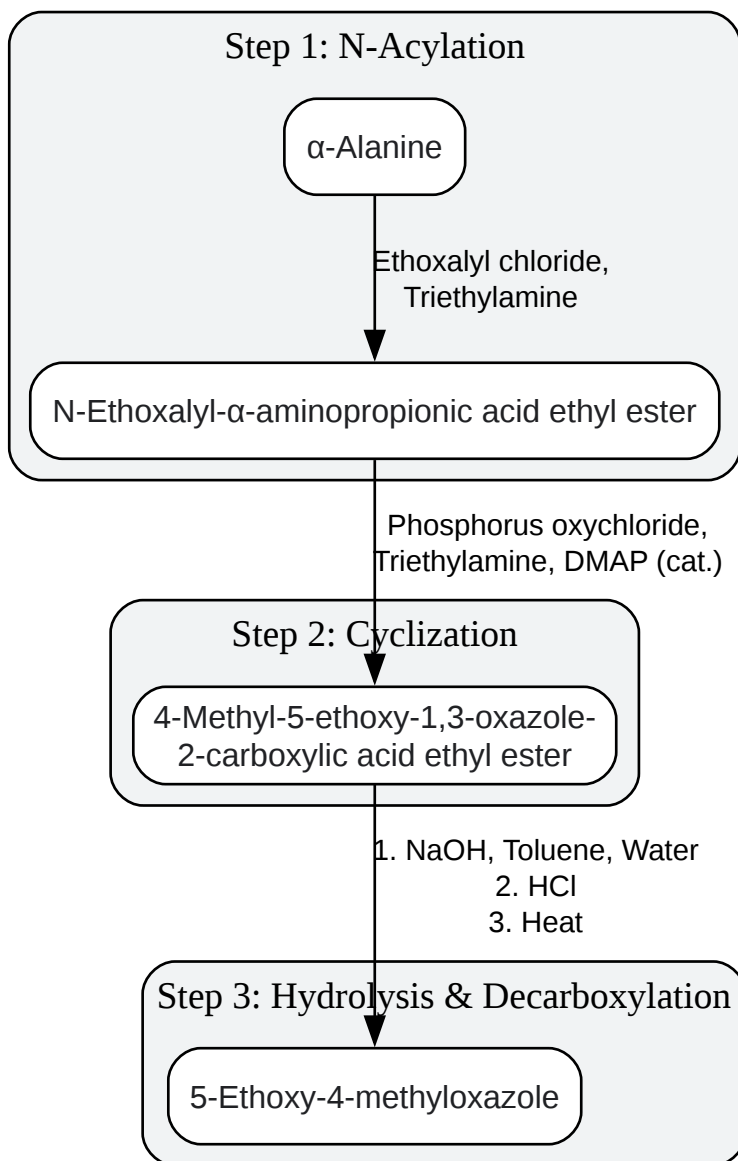 Step 1: N-Acylation
α-Alanine
Ethoxalyl chloride,
Triethylamine
N-Ethoxalyl-α-aminopropionic acid ethyl ester
Phosphorus oxychloride,
Triethylamine, DMAP (cat.)
Step 2: Cyclization
4-Methyl-5-ethoxy-1,3-oxazole-
2-carboxylic acid ethyl ester
1. NaOH, Toluene, Water
2. HCl
3. Heat
Step 3: Hydrolysis & Decarboxylation
5-Ethoxy-4-methyloxazole